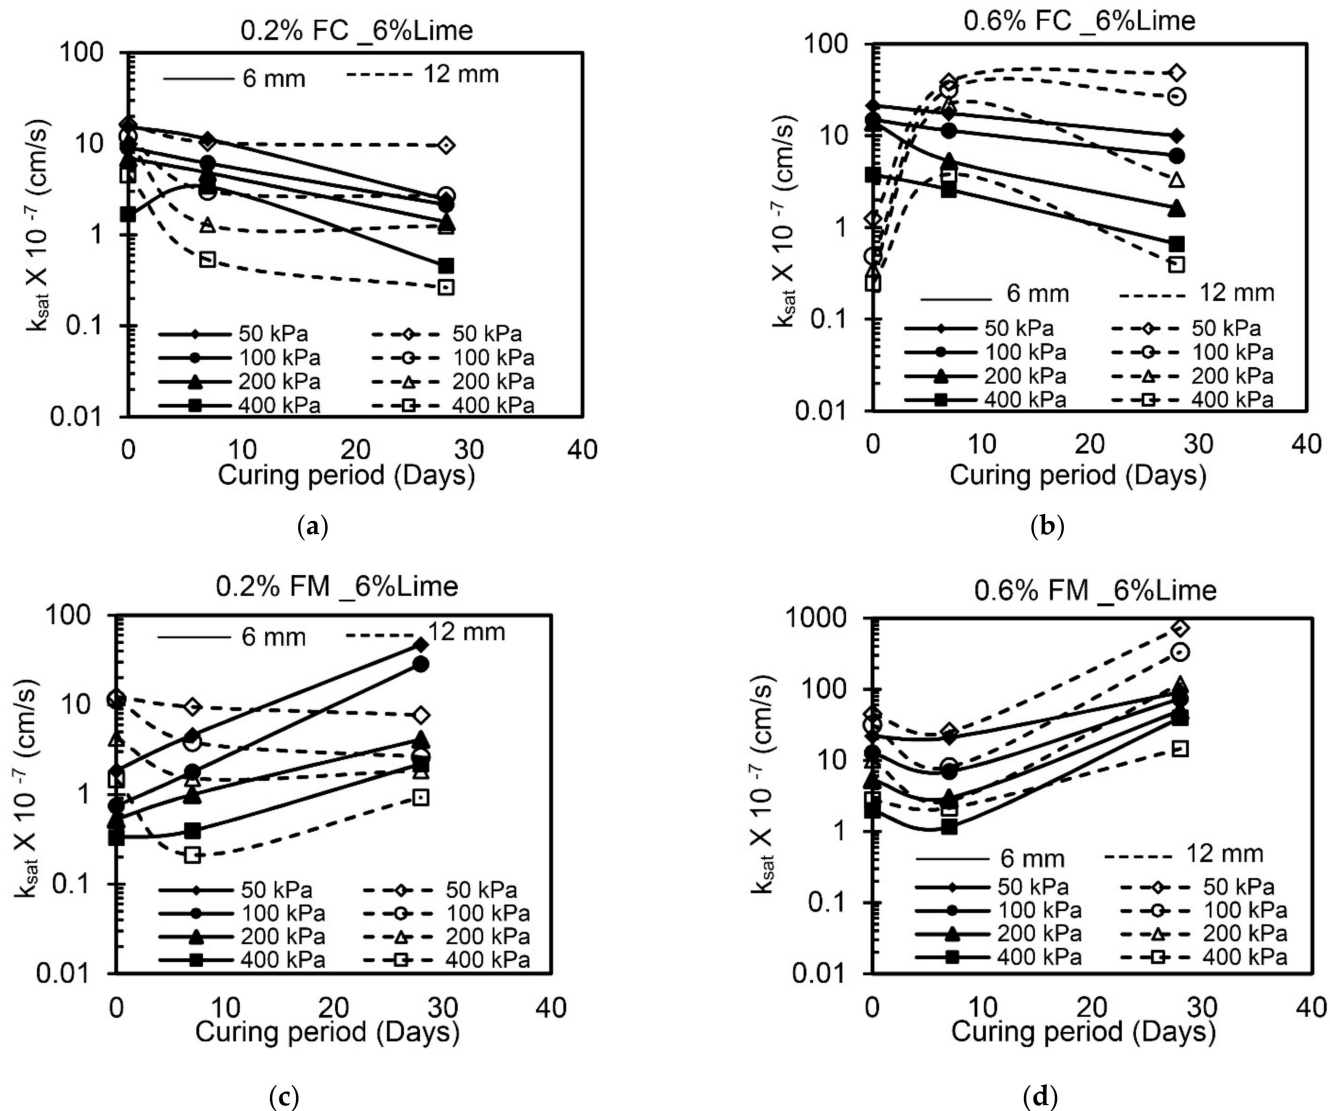 0.2% FC _6%Lime
100
10
1
0.1
0.01
k_sat X 10 -7 (cm/s)
6 mm 12 mm
50 kPa 50 kPa
100 kPa 100 kPa
200 kPa 200 kPa
400 kPa 400 kPa
0 10 20 30 40
Curing period (Days)
(a)
0.6% FC _6%Lime
100
10
1
0.1
0.01
k_sat X 10 -7 (cm/s)
6 mm 12 mm
50 kPa 50 kPa
100 kPa 100 kPa
200 kPa 200 kPa
400 kPa 400 kPa
0 10 20 30 40
Curing period (Days)
(b)
0.2% FM _6%Lime
100
10
1
0.1
0.01
k_sat X 10 -7 (cm/s)
6 mm 12 mm
50 kPa 50 kPa
100 kPa 100 kPa
200 kPa 200 kPa
400 kPa 400 kPa
0 10 20 30 40
Curing period (Days)
(c)
0.6% FM _6%Lime
1000
100
10
1
0.1
0.01
k_sat X 10 -7 (cm/s)
6 mm 12 mm
50 kPa 50 kPa
100 kPa 100 kPa
200 kPa 200 kPa
400 kPa 400 kPa
0 10 20 30 40
Curing period (Days)
(d)